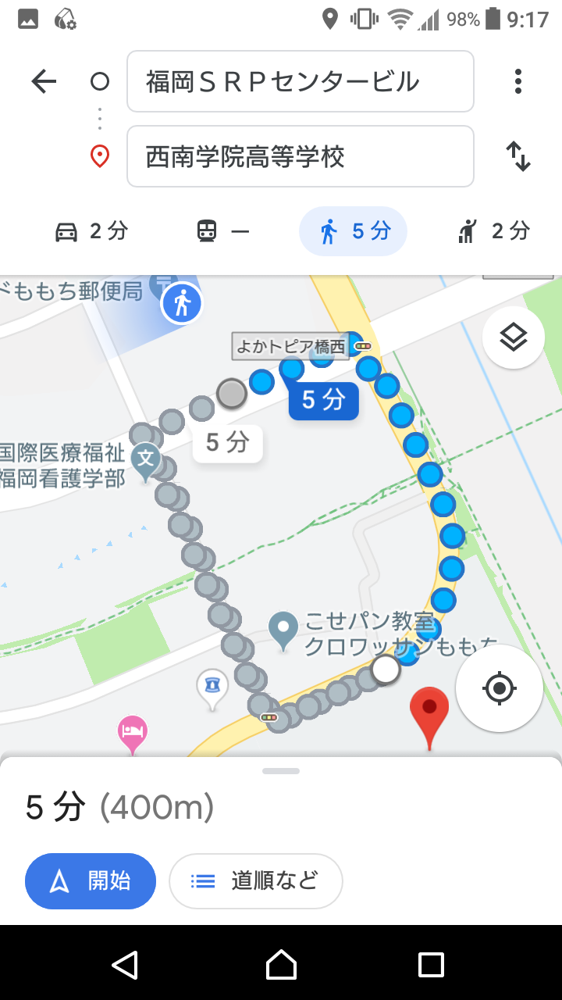 98% 9:17
福岡ＳＲＰセンタービル
西南学院高等学校
2 分
—
5 分
2 分
ドももち郵便局
よかトピア橋西
5 分
5 分
国際医療福祉
福岡看護学部
文
こせパン教室
クロワッサンももち
5 分 (400m)
開始
道順など